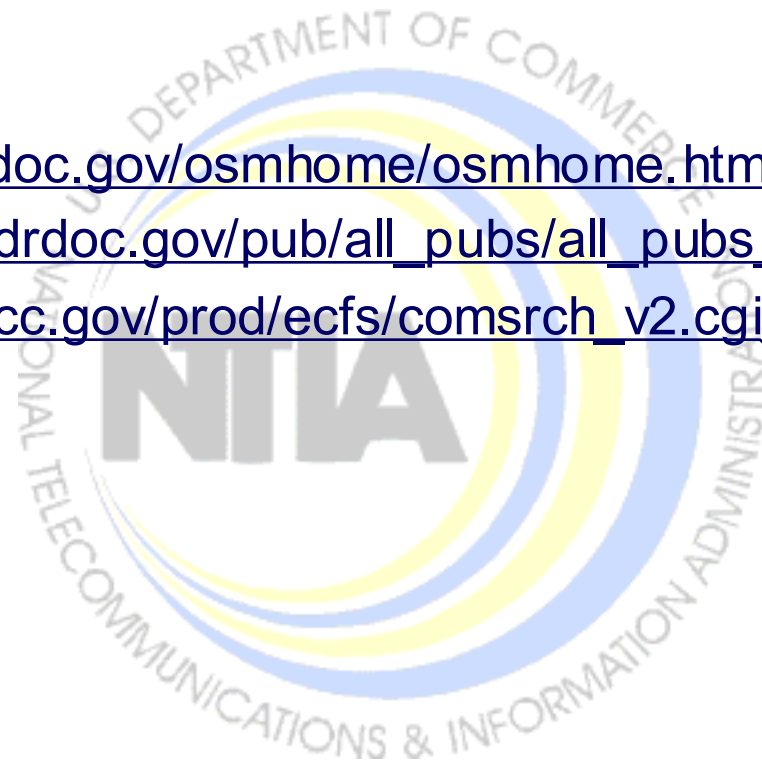 U.S. DEPARTMENT OF COMMERCE
doc.gov/osmhome/osmhome.htm
drdoc.gov/pub/all_pubs/all_pubs_
cc.gov/prod/ecfs/comsrch_v2.cgi
NTIA
NATIONAL TELECOMMUNICATIONS & INFORMATION ADMINISTRATION